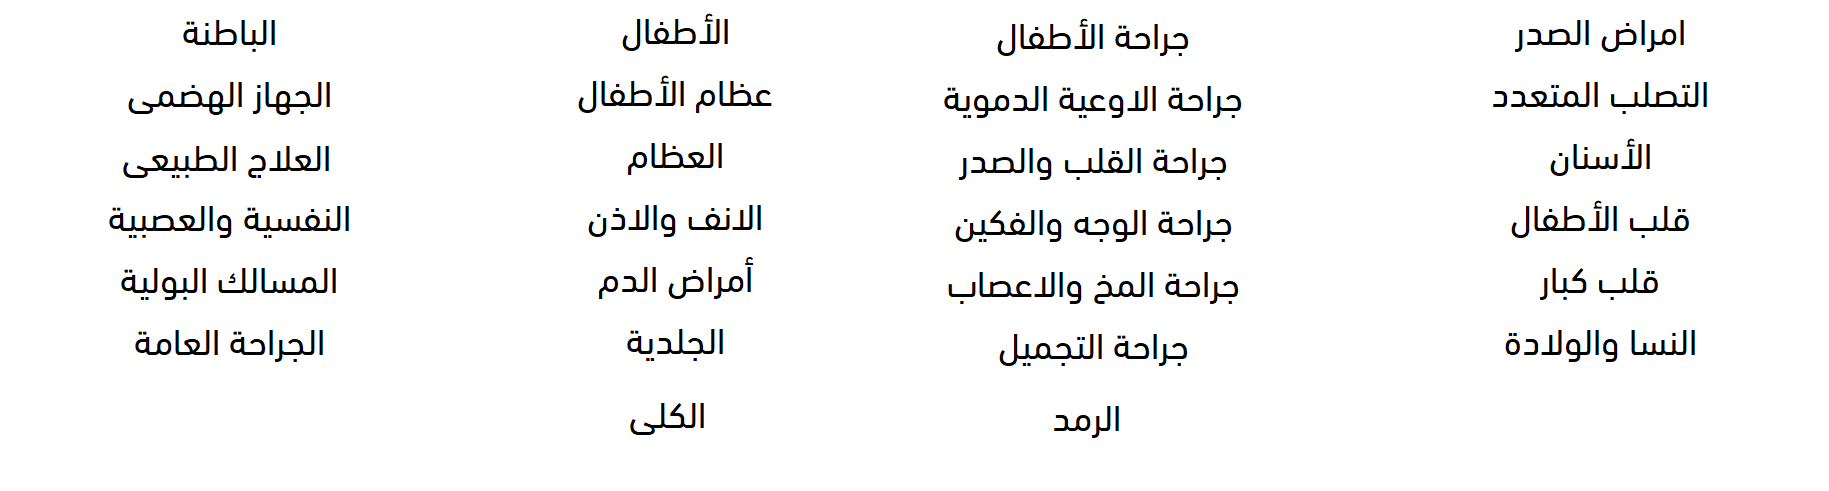 امراض الصدر
التصلب المتعدد
الأسنان
قلب الأطفال
قلب كبار
النسا والولادة
جراحة الأطفال
جراحة الاوعية الدموية
جراحة القلب والصدر
جراحة الوجه والفكين
جراحة المخ والاعصاب
جراحة التجميل
الرمد
الأطفال
عظام الأطفال
العظام
الانف والاذن
أمراض الدم
الجلدية
الكلى
الباطنة
الجهاز الهضمى
العلاج الطبيعى
النفسية والعصبية
المسالك البولية
الجراحة العامة